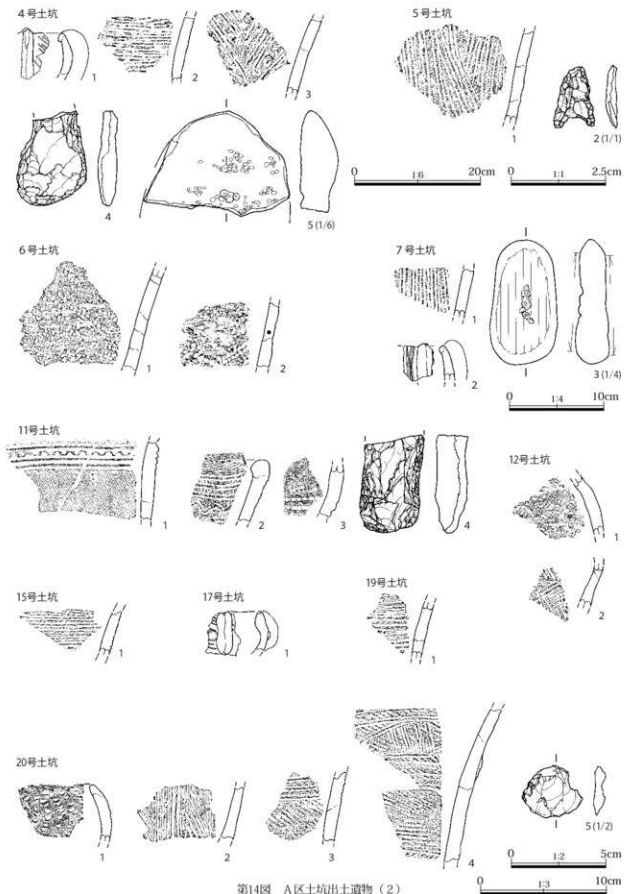 4号土坑
1
2
3
4
5 (1/6)
5号土坑
1
2 (1/1)
0 1:6 20cm
0 1:1 2.5cm
6号土坑
1
2
7号土坑
1
2
3 (1/4)
0 1:4 10cm
11号土坑
1
2
3
4
12号土坑
1
2
15号土坑
1
17号土坑
1
19号土坑
1
20号土坑
1
2
3
4
5 (1/2)
0 1:2 5cm
0 1:3 10cm
第14図 A区土坑出土遺物（2）